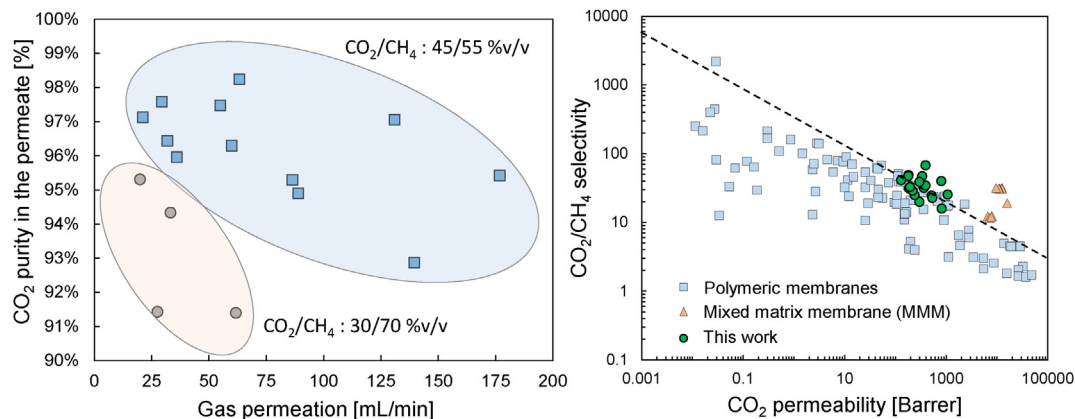 100%
99%
98%
97%
96%
95%
94%
93%
92%
91%
90%
CO₂ purity in the permeate [%]
CO₂/CH₄ : 45/55 %v/v
CO₂/CH₄ : 30/70 %v/v
0 25 50 75 100 125 150 175 200
Gas permeation [mL/min]
10000
1000
100
10
1
0.1
CO₂/CH₄ selectivity
Polymeric membranes
Mixed matrix membrane (MMM)
This work
0.001 0.1 10 1000 100000
CO₂ permeability [Barrer]